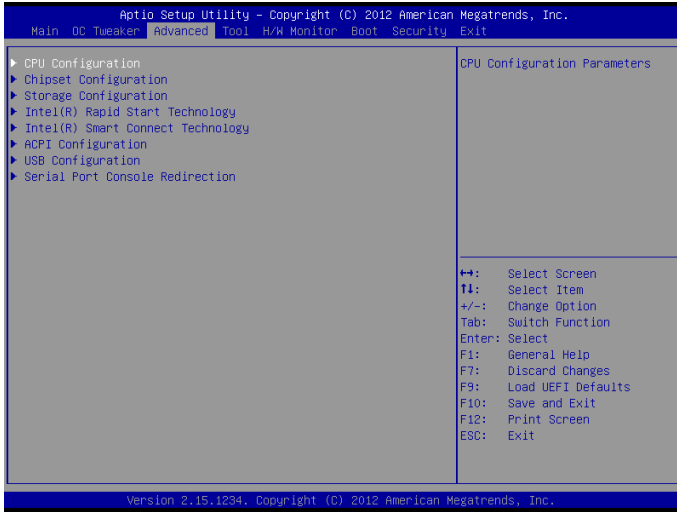 Aptio Setup Utility – Copyright (C) 2012 American Megatrends, Inc.
Main OC Tweaker Advanced Tool H/W Monitor Boot Security Exit
CPU Configuration
Chipset Configuration
Storage Configuration
Intel(R) Rapid Start Technology
Intel(R) Smart Connect Technology
ACPI Configuration
USB Configuration
Serial Port Console Redirection
CPU Configuration Parameters
↔: Select Screen
↑↓: Select Item
+/-: Change Option
Tab: Switch Function
Enter: Select
F1: General Help
F7: Discard Changes
F9: Load UEFI Defaults
F10: Save and Exit
F12: Print Screen
ESC: Exit
Version 2.15.1234. Copyright (C) 2012 American Megatrends, Inc.